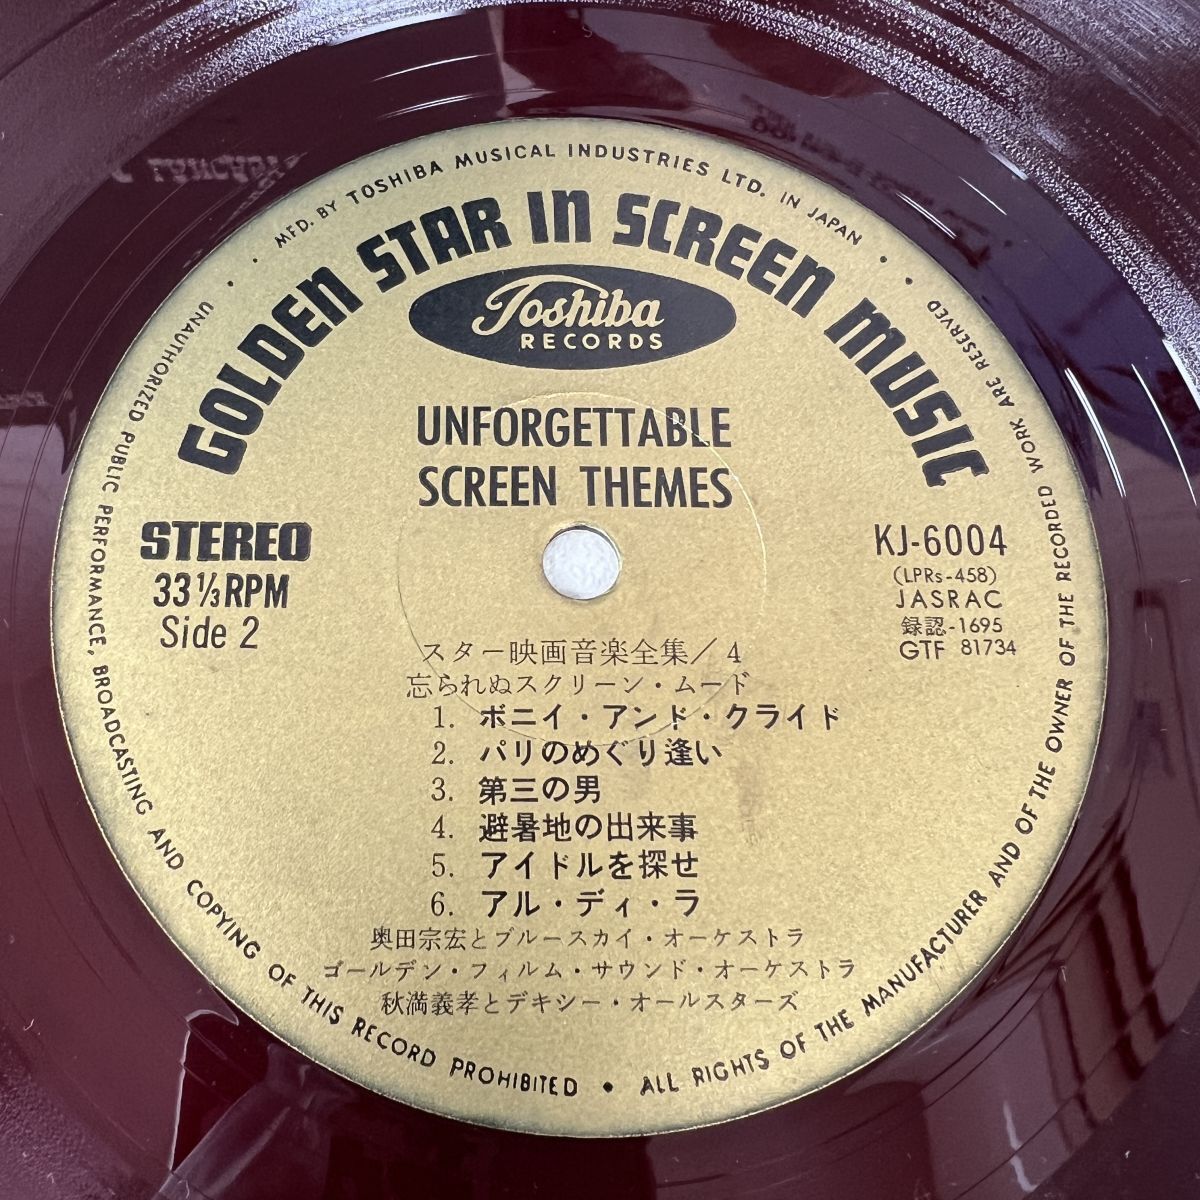 MFD. BY TOSHIBA MUSICAL INDUSTRIES LTD. IN JAPAN
GOLDEN STAR IN SCREEN MUSIC
Toshiba
RECORDS
UNFORGETTABLE
SCREEN THEMES
STEREO
33 1/3 RPM
Side 2
KJ-6004
(LPRs-458)
JASRAC
録認-1695
GTF 81734
スター映画音楽全集/4
忘られぬスクリーン・ムード
1. ボニイ・アンド・クライド
2. パリのめぐり逢い
3. 第三の男
4. 避暑地の出来事
5. アイドルを探せ
6. アル・ディ・ラ
奥田宗宏とブルースカイ・オーケストラ
ゴールデン・フィルム・サウンド・オーケストラ
秋満義孝とデキシー・オールスターズ
UNAUTHORIZED PUBLIC PERFORMANCE, BROADCASTING AND COPYING OF THIS RECORD PROHIBITED • ALL RIGHTS OF THE MANUFACTURER AND OF THE OWNER OF THE RECORDED WORK ARE RESERVED